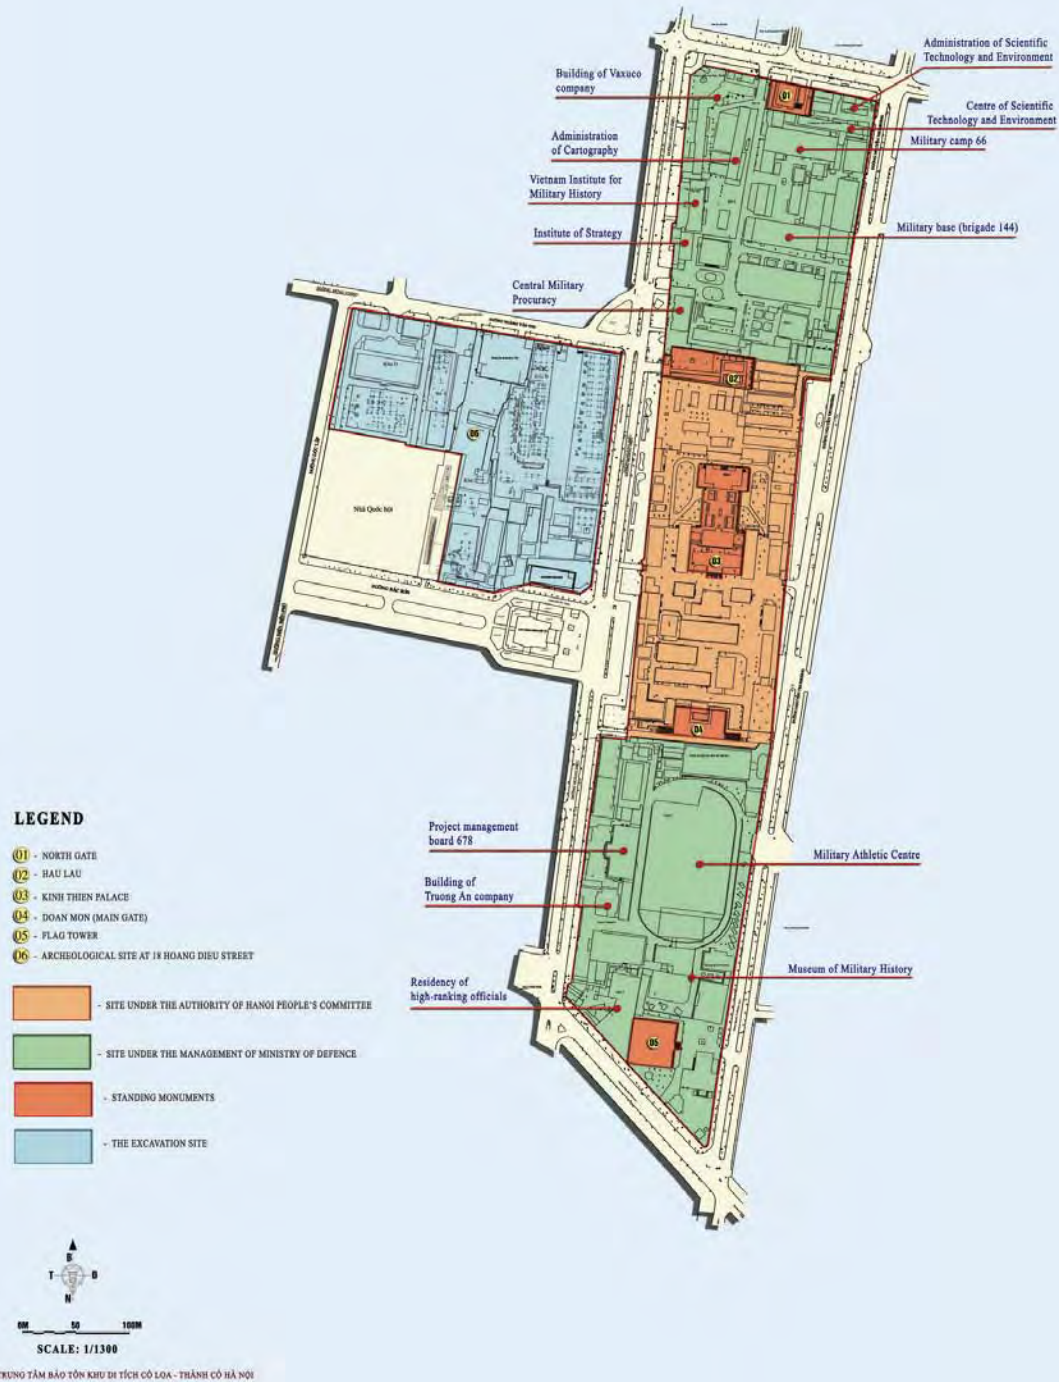 Administration of Scientific
Technology and Environment
Building of Vaxuco
company
01
Centre of Scientific
Technology and Environment
Administration
of Cartography
Military camp 66
Vietnam Institute for
Military History
Institute of Strategy
Military base (brigade 144)
Central Military
Procuracy
02
06
Nhà Quốc hội
03
ĐƯỜNG BẮC SƠN
04
Project management
board 678
Military Athletic Centre
Building of
Truong An company
Museum of Military History
Residency of
high-ranking officials
05
LEGEND
01 - NORTH GATE
02 - HAU LAU
03 - KINH THIEN PALACE
04 - DOAN MON (MAIN GATE)
05 - FLAG TOWER
06 - ARCHEOLOGICAL SITE AT 18 HOANG DIEU STREET
- SITE UNDER THE AUTHORITY OF HANOI PEOPLE'S COMMITTEE
- SITE UNDER THE MANAGEMENT OF MINISTRY OF DEFENCE
- STANDING MONUMENTS
- THE EXCAVATION SITE
B
T Đ
N
0M 50 100M
SCALE: 1/1300
TRUNG TÂM BẢO TỒN KHU DI TÍCH CỔ LOA - THÀNH CỔ HÀ NỘI